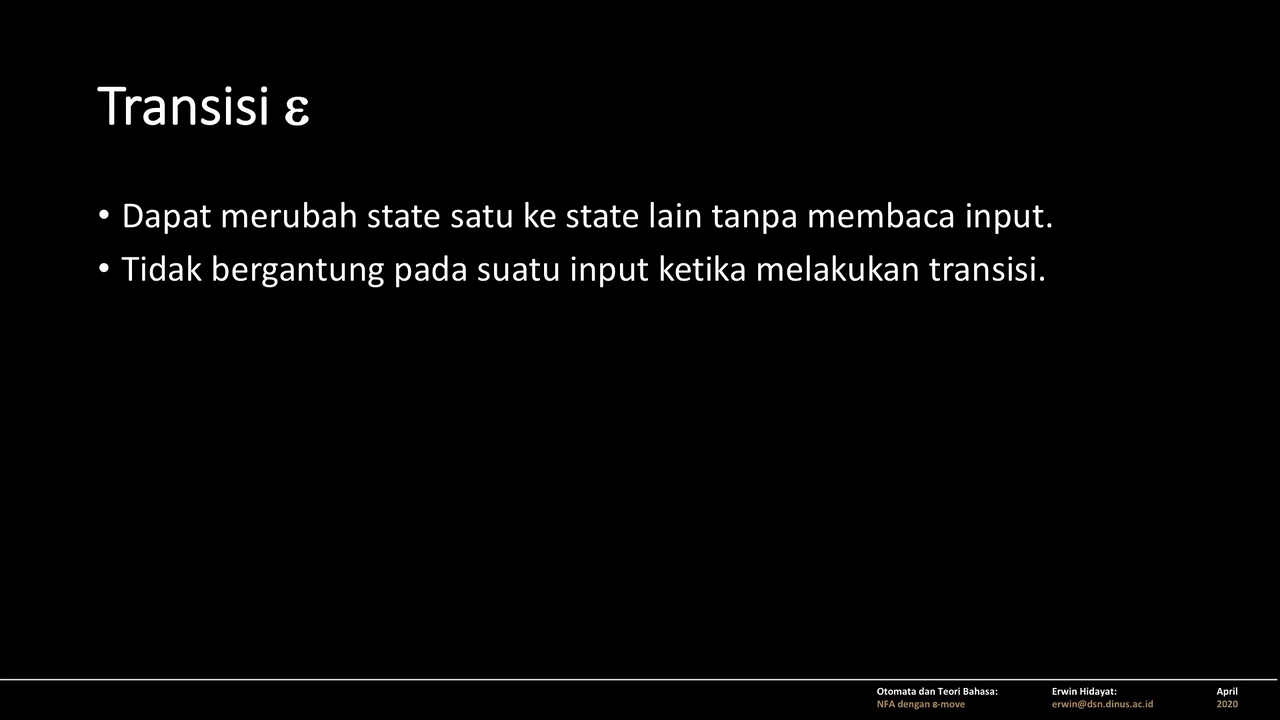 Transisi ε
• Dapat merubah state satu ke state lain tanpa membaca input.
• Tidak bergantung pada suatu input ketika melakukan transisi.
Otomata dan Teori Bahasa:
NFA dengan ε-move
Erwin Hidayat:
erwin@dsn.dinus.ac.id
April
2020